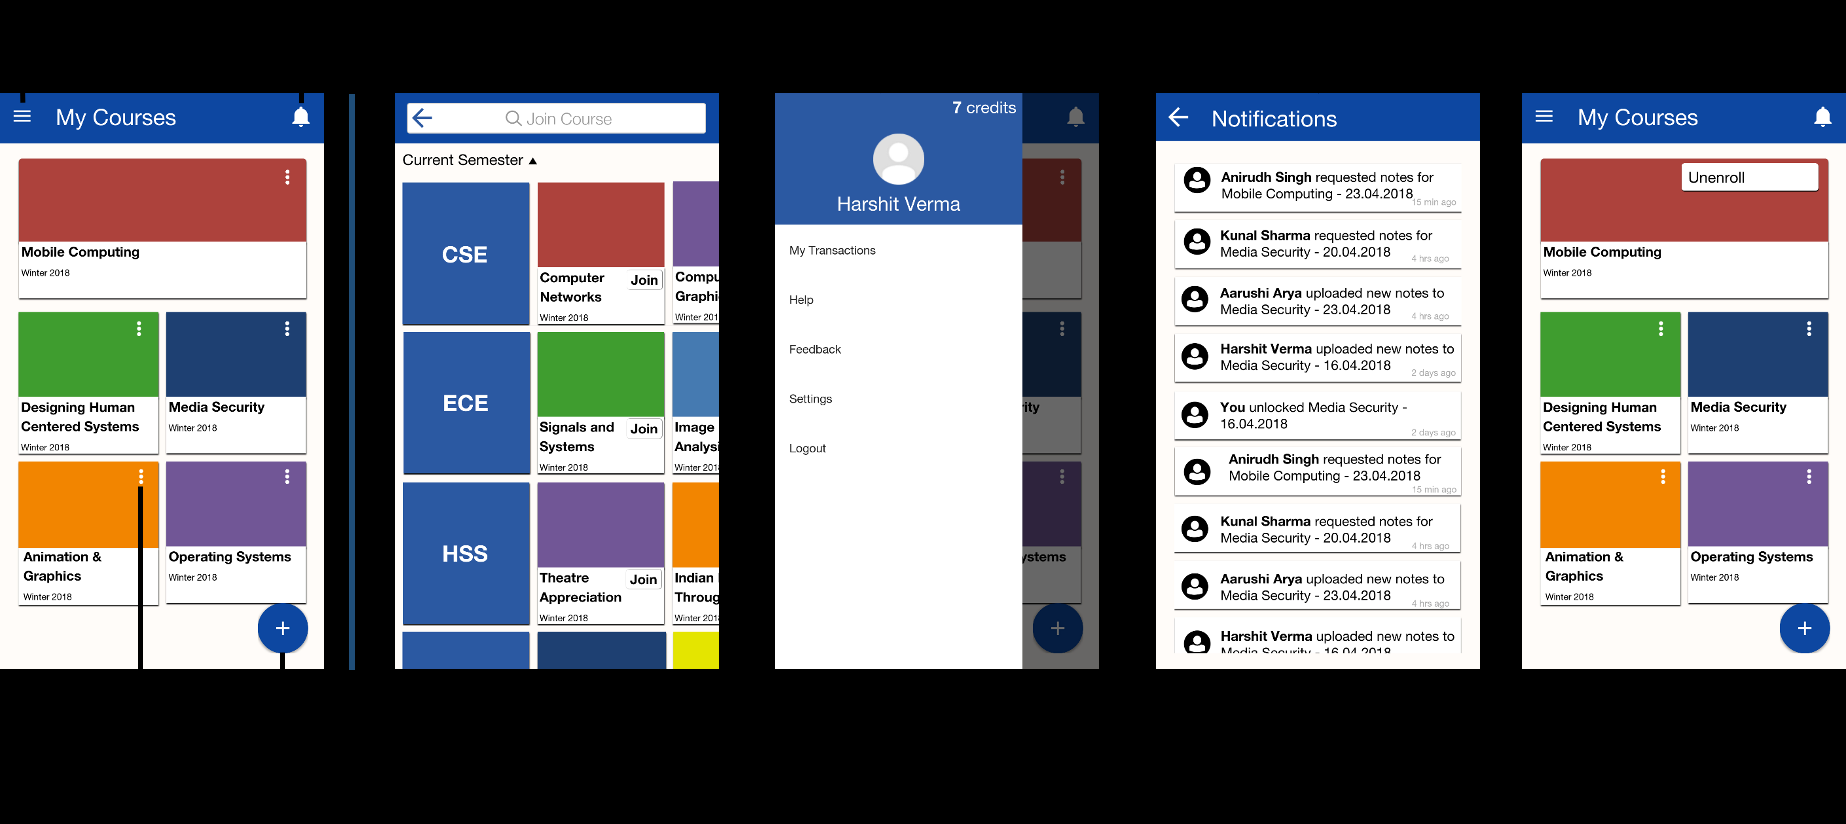 My Courses
Mobile Computing
Winter 2018
Designing Human
Centered Systems
Winter 2018
Media Security
Winter 2018
Animation &
Graphics
Winter 2018
Operating Systems
Winter 2018
Join Course
Current Semester
CSE
Computer
Networks
Join
Winter 2018
Compu
Graphi
Winter 201
ECE
Signals and
Systems
Join
Winter 2018
Image
Analys
Winter 201
HSS
Theatre
Appreciation
Join
Winter 2018
Indian
Throug
Winter 201
7 credits
Harshit Verma
My Transactions
Help
Feedback
Settings
Logout
ity
ystems
Notifications
Anirudh Singh requested notes for
Mobile Computing - 23.04.2018
15 min ago
Kunal Sharma requested notes for
Media Security - 20.04.2018
4 hrs ago
Aarushi Arya uploaded new notes to
Media Security - 23.04.2018
4 hrs ago
Harshit Verma uploaded new notes to
Media Security - 16.04.2018
2 days ago
You unlocked Media Security -
16.04.2018
2 days ago
Anirudh Singh requested notes for
Mobile Computing - 23.04.2018
15 min ago
Kunal Sharma requested notes for
Media Security - 20.04.2018
4 hrs ago
Aarushi Arya uploaded new notes to
Media Security - 23.04.2018
4 hrs ago
Harshit Verma uploaded new notes to
Media Security - 16.04.2018
My Courses
Unenroll
Mobile Computing
Winter 2018
Designing Human
Centered Systems
Winter 2018
Media Security
Winter 2018
Animation &
Graphics
Winter 2018
Operating Systems
Winter 2018